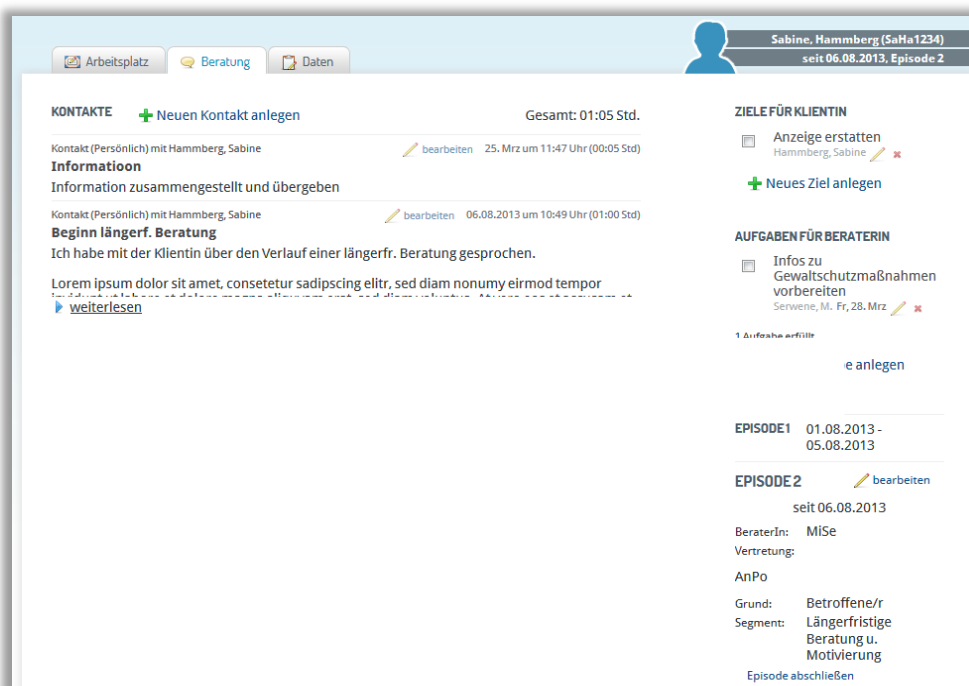 Sabine, Hammberg (SaHa1234)
seit 06.08.2013, Episode 2
Arbeitsplatz
Beratung
Daten
KONTAKTE
Neuen Kontakt anlegen
Gesamt: 01:05 Std.
Kontakt (Persönlich) mit Hammberg, Sabine
bearbeiten 25. Mrz um 11:47 Uhr (00:05 Std)
Informatioon
Information zusammengestellt und übergeben
Kontakt (Persönlich) mit Hammberg, Sabine
bearbeiten 06.08.2013 um 10:49 Uhr (01:00 Std)
Beginn längerf. Beratung
Ich habe mit der Klientin über den Verlauf einer längerfr. Beratung gesprochen.
Lorem ipsum dolor sit amet, consetetur sadipscing elitr, sed diam nonumy eirmod tempor
weiterlesen
ZIELE FÜR KLIENTIN
Anzeige erstatten
Hammberg, Sabine
Neues Ziel anlegen
AUFGABEN FÜR BERATERIN
Infos zu
Gewaltschutzmaßnahmen
vorbereiten
Serwene, M. Fr, 28. Mrz
1 Aufgabe erfüllt
e anlegen
EPISODE 1 01.08.2013 -
05.08.2013
EPISODE 2 bearbeiten
seit 06.08.2013
BeraterIn: MiSe
Vertretung:
AnPo
Grund: Betroffene/r
Segment: Längerfristige
Beratung u.
Motivierung
Episode abschließen